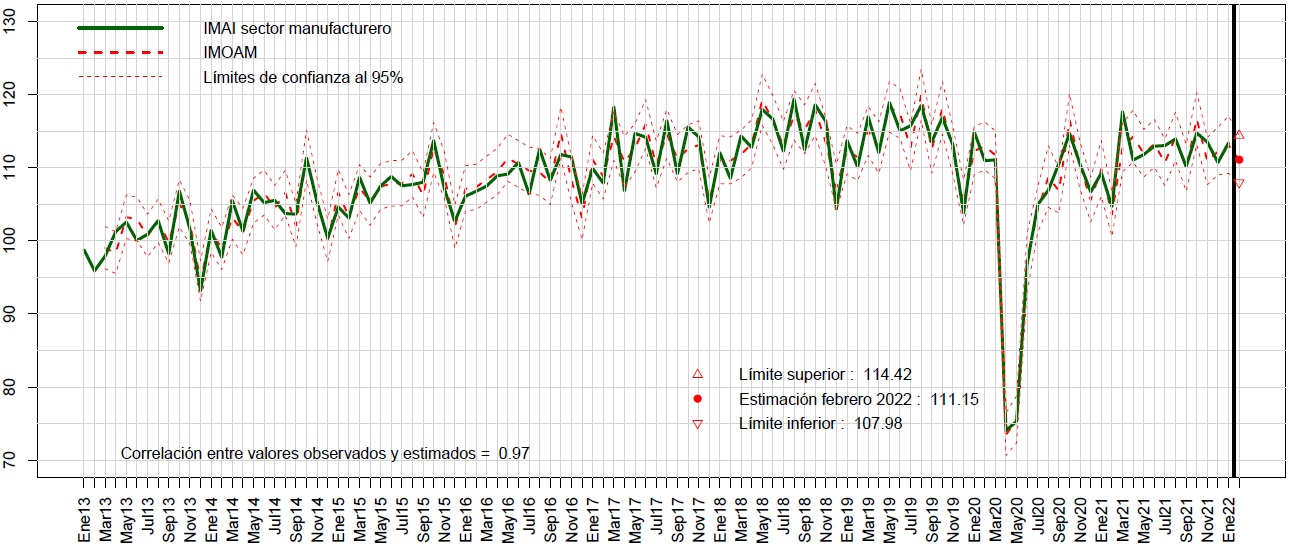 130
120
110
100
90
80
70
IMAI sector manufacturero
IMOAM
Límites de confianza al 95%
Límite superior : 114.42
Estimación febrero 2022 : 111.15
Límite inferior : 107.98
Correlación entre valores observados y estimados = 0.97
Ene13
Mar13
May13
Jul13
Sep13
Nov13
Ene14
Mar14
May14
Jul14
Sep14
Nov14
Ene15
Mar15
May15
Jul15
Sep15
Nov15
Ene16
Mar16
May16
Jul16
Sep16
Nov16
Ene17
Mar17
May17
Jul17
Sep17
Nov17
Ene18
Mar18
May18
Jul18
Sep18
Nov18
Ene19
Mar19
May19
Jul19
Sep19
Nov19
Ene20
Mar20
May20
Jul20
Sep20
Nov20
Ene21
Mar21
May21
Jul21
Sep21
Nov21
Ene22